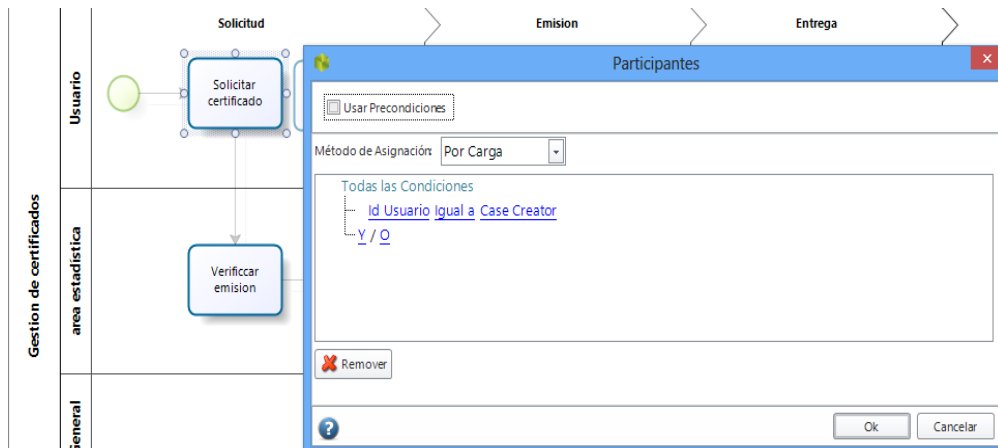 Solicitud
Emision
Entrega
Gestion de certificados
Usuario
Solicitar
certificado
area estadistica
Verificcar
emision
General
Participantes
x
Usar Precondiciones
Método de Asignación: Por Carga
Todas las Condiciones
Id Usuario Igual a Case Creator
Y / O
Remover
?
Ok
Cancelar